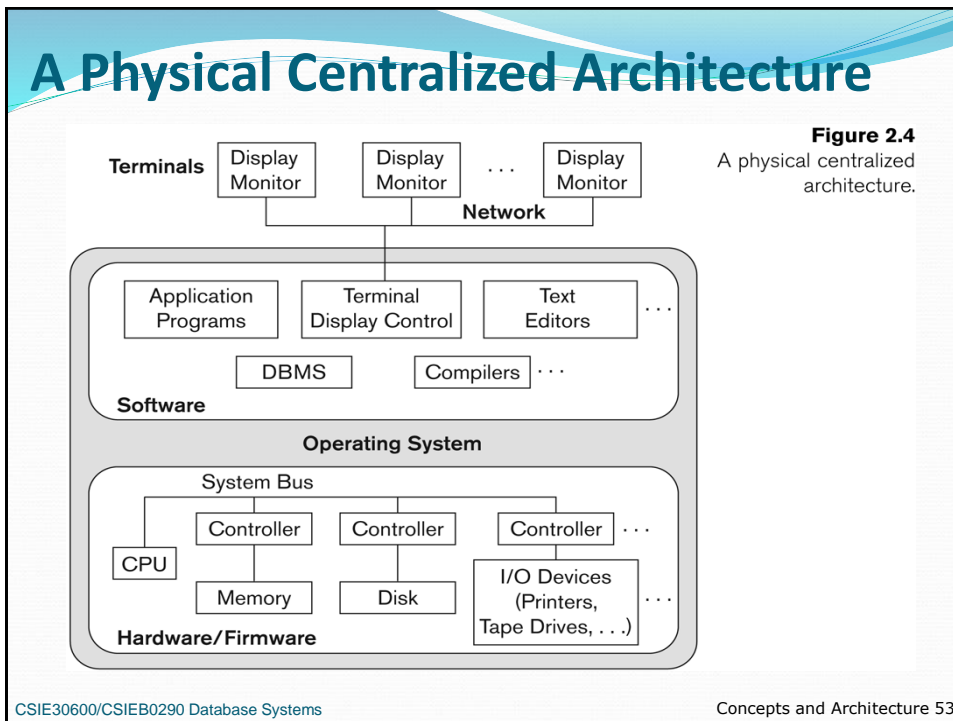 A Physical Centralized Architecture
Figure 2.4
A physical centralized
architecture.
Terminals
Display
Monitor
Display
Monitor
. . .
Display
Monitor
Network
Application
Programs
Terminal
Display Control
Text
Editors
. . .
DBMS
Compilers
. . .
Software
Operating System
System Bus
Controller
Controller
Controller
. . .
CPU
Memory
Disk
I/O Devices
(Printers,
Tape Drives, . . .)
. . .
Hardware/Firmware
CSIE30600/CSIEB0290 Database Systems
Concepts and Architecture 53